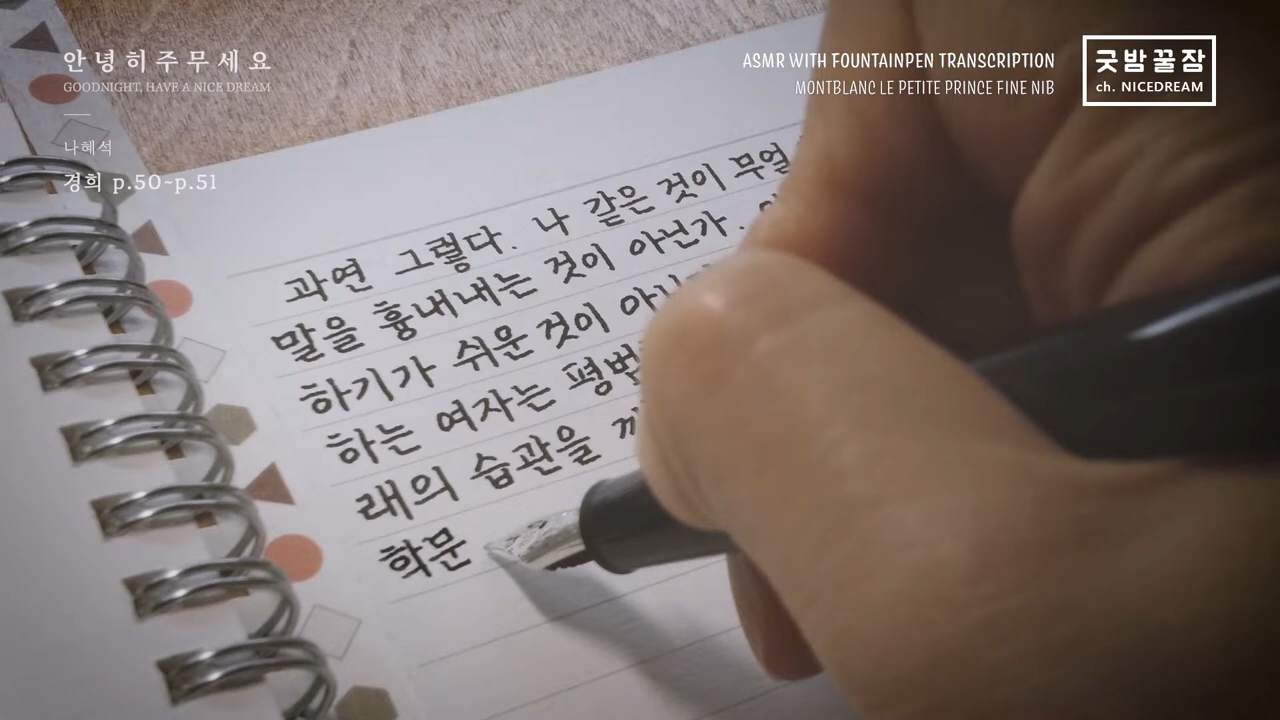 안녕히주무세요
GOODNIGHT, HAVE A NICE DREAM
나혜석
경희 p.50~p.51
ASMR WITH FOUNTAINPEN TRANSCRIPTION
MONTBLANC LE PETITE PRINCE FINE NIB
굿밤꿀잠
ch. NICEDREAM
과연 그렇다. 나 같은 것이 무얼
말을 흉내내는 것이 아닌가.
하기가 쉬운 것이
하는 여자는
래의 습관을
학문